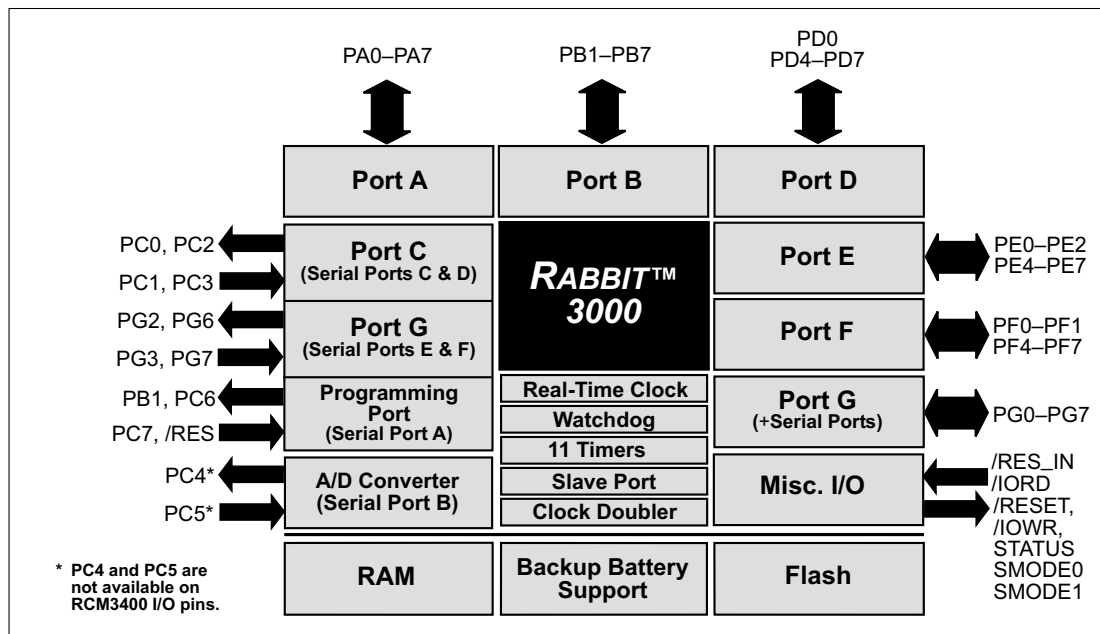 PA0–PA7
PB1–PB7
PD0
PD4–PD7
Port A
Port B
Port D
PC0, PC2
PC1, PC3
Port C
(Serial Ports C & D)
RABBIT™
3000
Port E
PE0–PE2
PE4–PE7
PG2, PG6
PG3, PG7
Port G
(Serial Ports E & F)
Port F
PF0–PF1
PF4–PF7
PB1, PC6
PC7, /RES
Programming
Port
(Serial Port A)
Real-Time Clock
Watchdog
11 Timers
Slave Port
Clock Doubler
Port G
(+Serial Ports)
PG0–PG7
PC4*
PC5*
A/D Converter
(Serial Port B)
Misc. I/O
/RES_IN
/IORD
/RESET,
/IOWR,
STATUS
SMODE0
SMODE1
* PC4 and PC5 are
not available on
RCM3400 I/O pins.
RAM
Backup Battery
Support
Flash